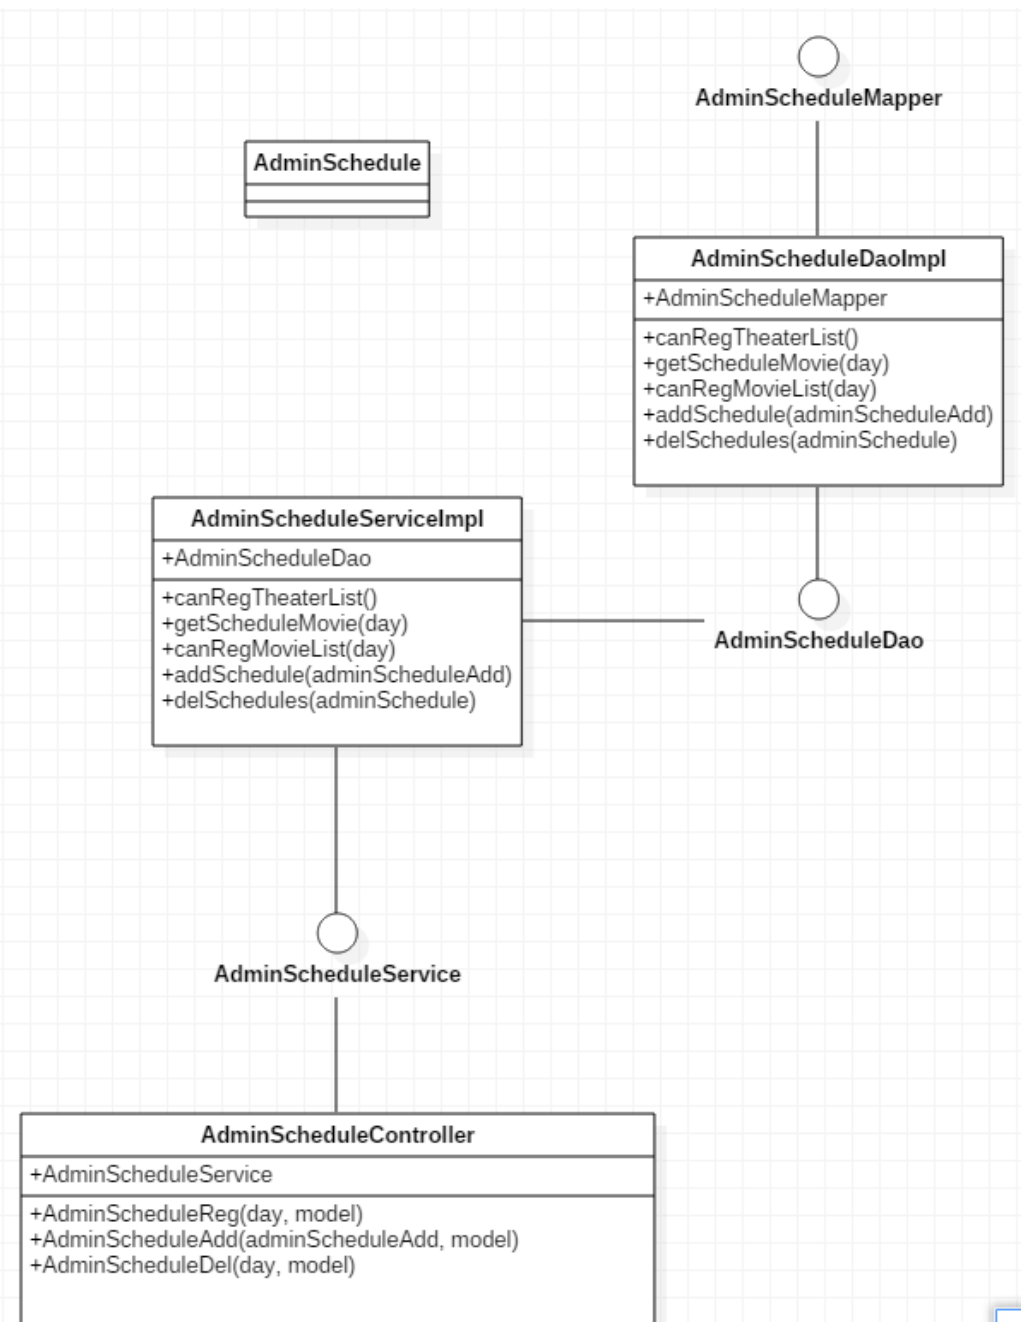 AdminScheduleMapper
AdminSchedule
AdminScheduleDaoImpl
+AdminScheduleMapper
+canRegTheaterList()
+getScheduleMovie(day)
+canRegMovieList(day)
+addSchedule(adminScheduleAdd)
+delSchedules(adminSchedule)
AdminScheduleServiceImpl
+AdminScheduleDao
+canRegTheaterList()
+getScheduleMovie(day)
+canRegMovieList(day)
+addSchedule(adminScheduleAdd)
+delSchedules(adminSchedule)
AdminScheduleDao
AdminScheduleService
AdminScheduleController
+AdminScheduleService
+AdminScheduleReg(day, model)
+AdminScheduleAdd(adminScheduleAdd, model)
+AdminScheduleDel(day, model)